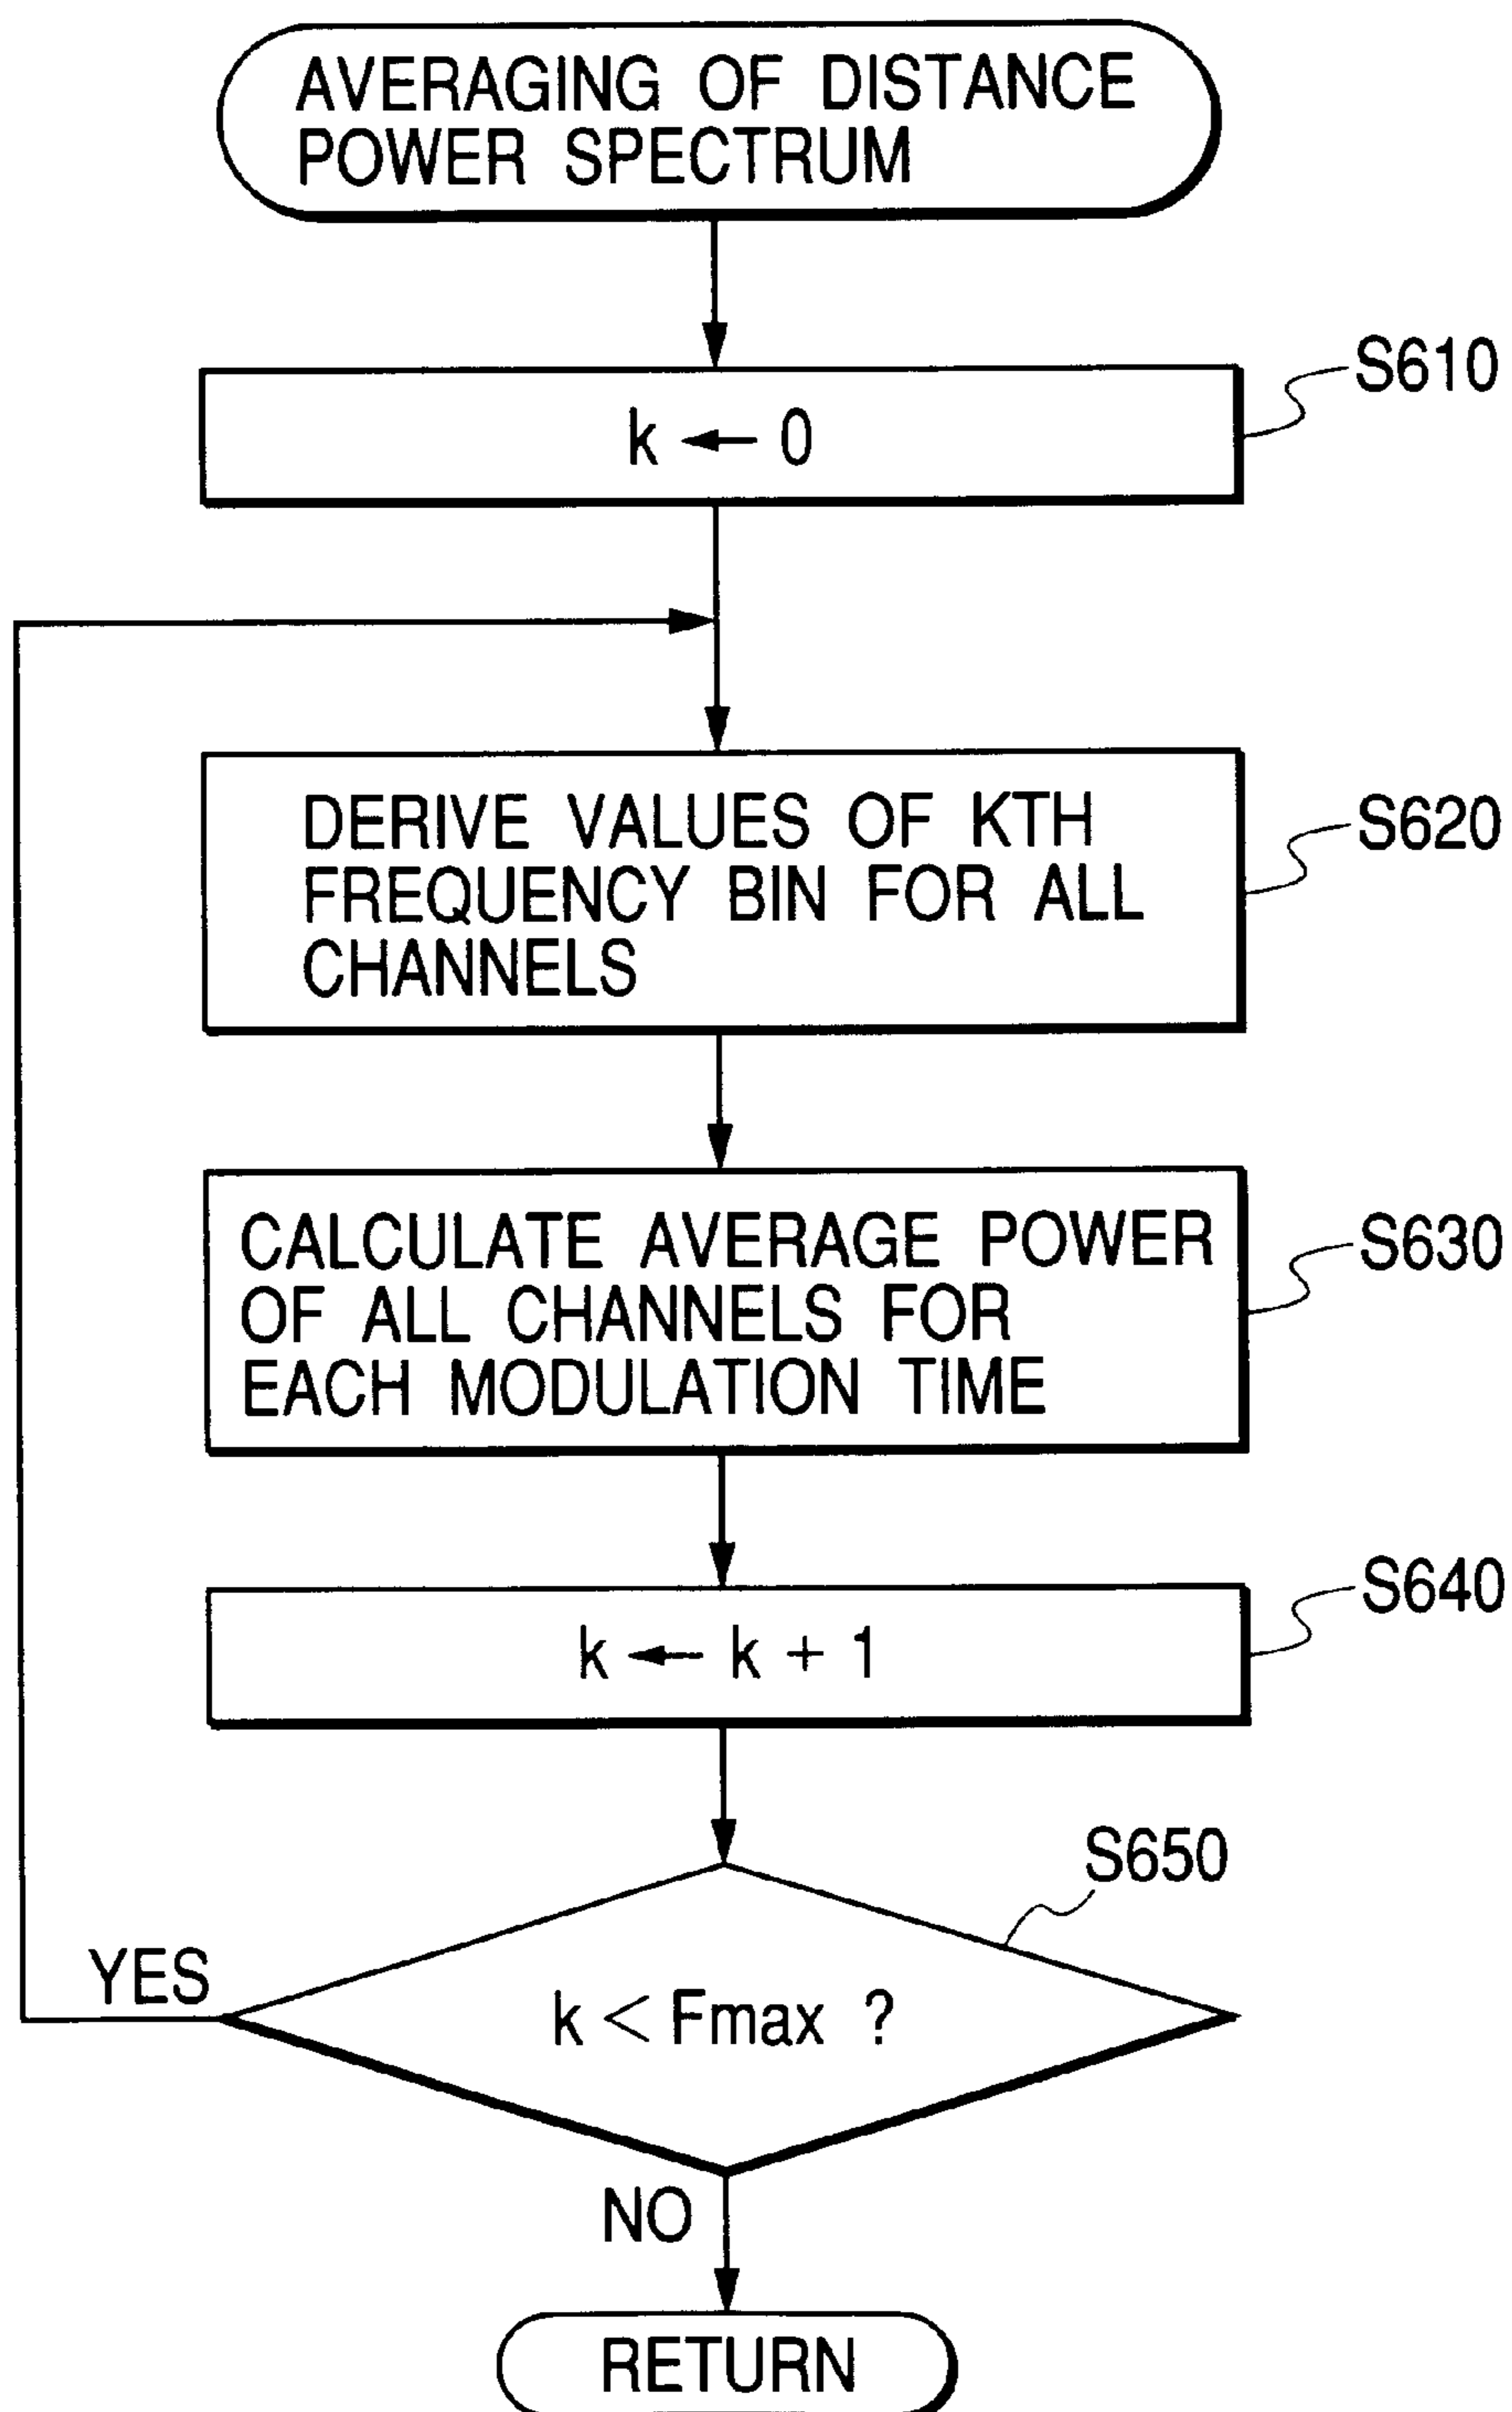 AVERAGING OF DISTANCE
POWER SPECTRUM
S610
k ← 0
S620
DERIVE VALUES OF KTH
FREQUENCY BIN FOR ALL
CHANNELS
S630
CALCULATE AVERAGE POWER
OF ALL CHANNELS FOR
EACH MODULATION TIME
S640
k ← k + 1
S650
YES
k < Fmax ?
NO
RETURN